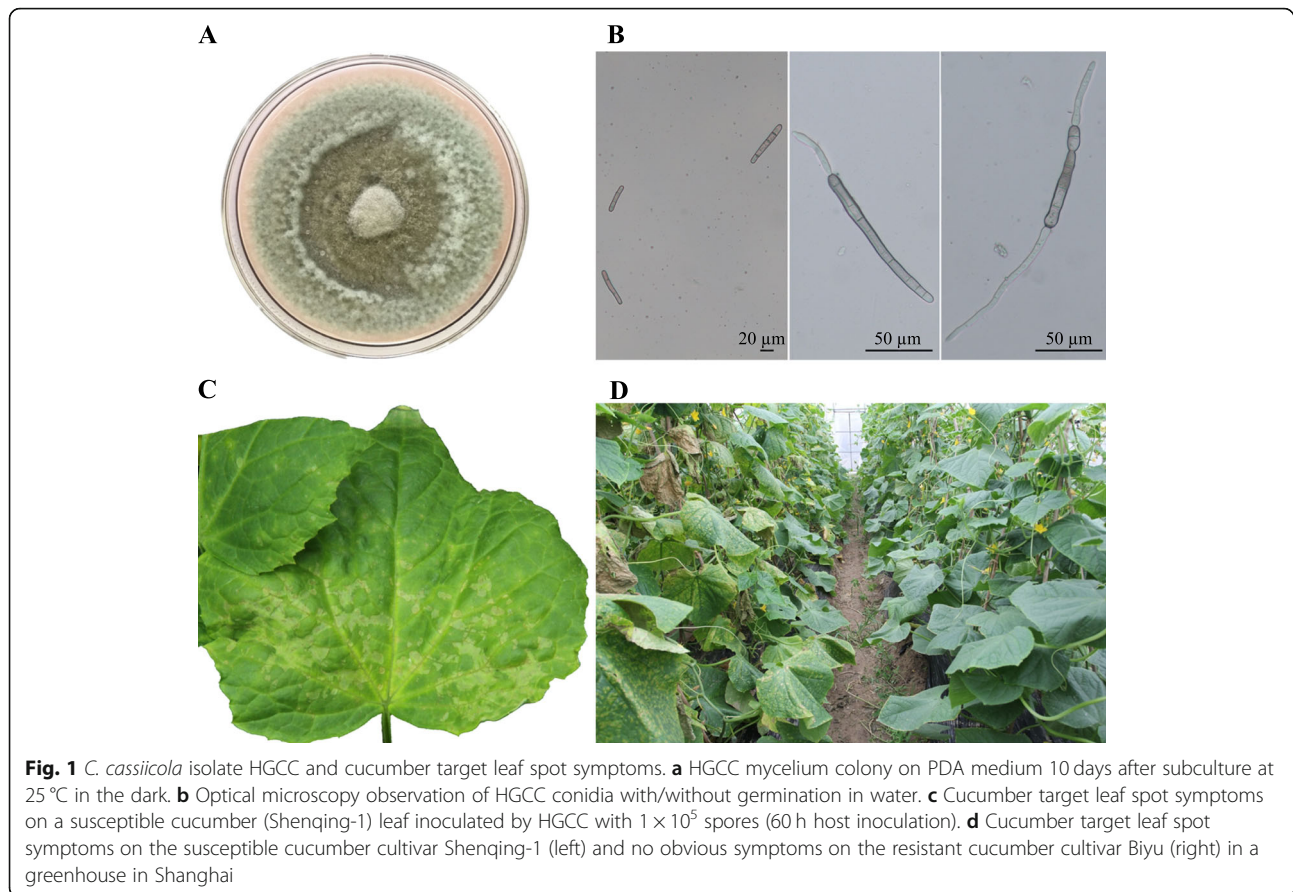 A
B
20 µm
50 µm
50 µm
C
D
Fig. 1 C. cassiicola isolate HGCC and cucumber target leaf spot symptoms. a HGCC mycelium colony on PDA medium 10 days after subculture at
25 °C in the dark. b Optical microscopy observation of HGCC conidia with/without germination in water. c Cucumber target leaf spot symptoms
on a susceptible cucumber (Shenqing-1) leaf inoculated by HGCC with 1 × 10⁵ spores (60 h host inoculation). d Cucumber target leaf spot
symptoms on the susceptible cucumber cultivar Shenqing-1 (left) and no obvious symptoms on the resistant cucumber cultivar Biyu (right) in a
greenhouse in Shanghai